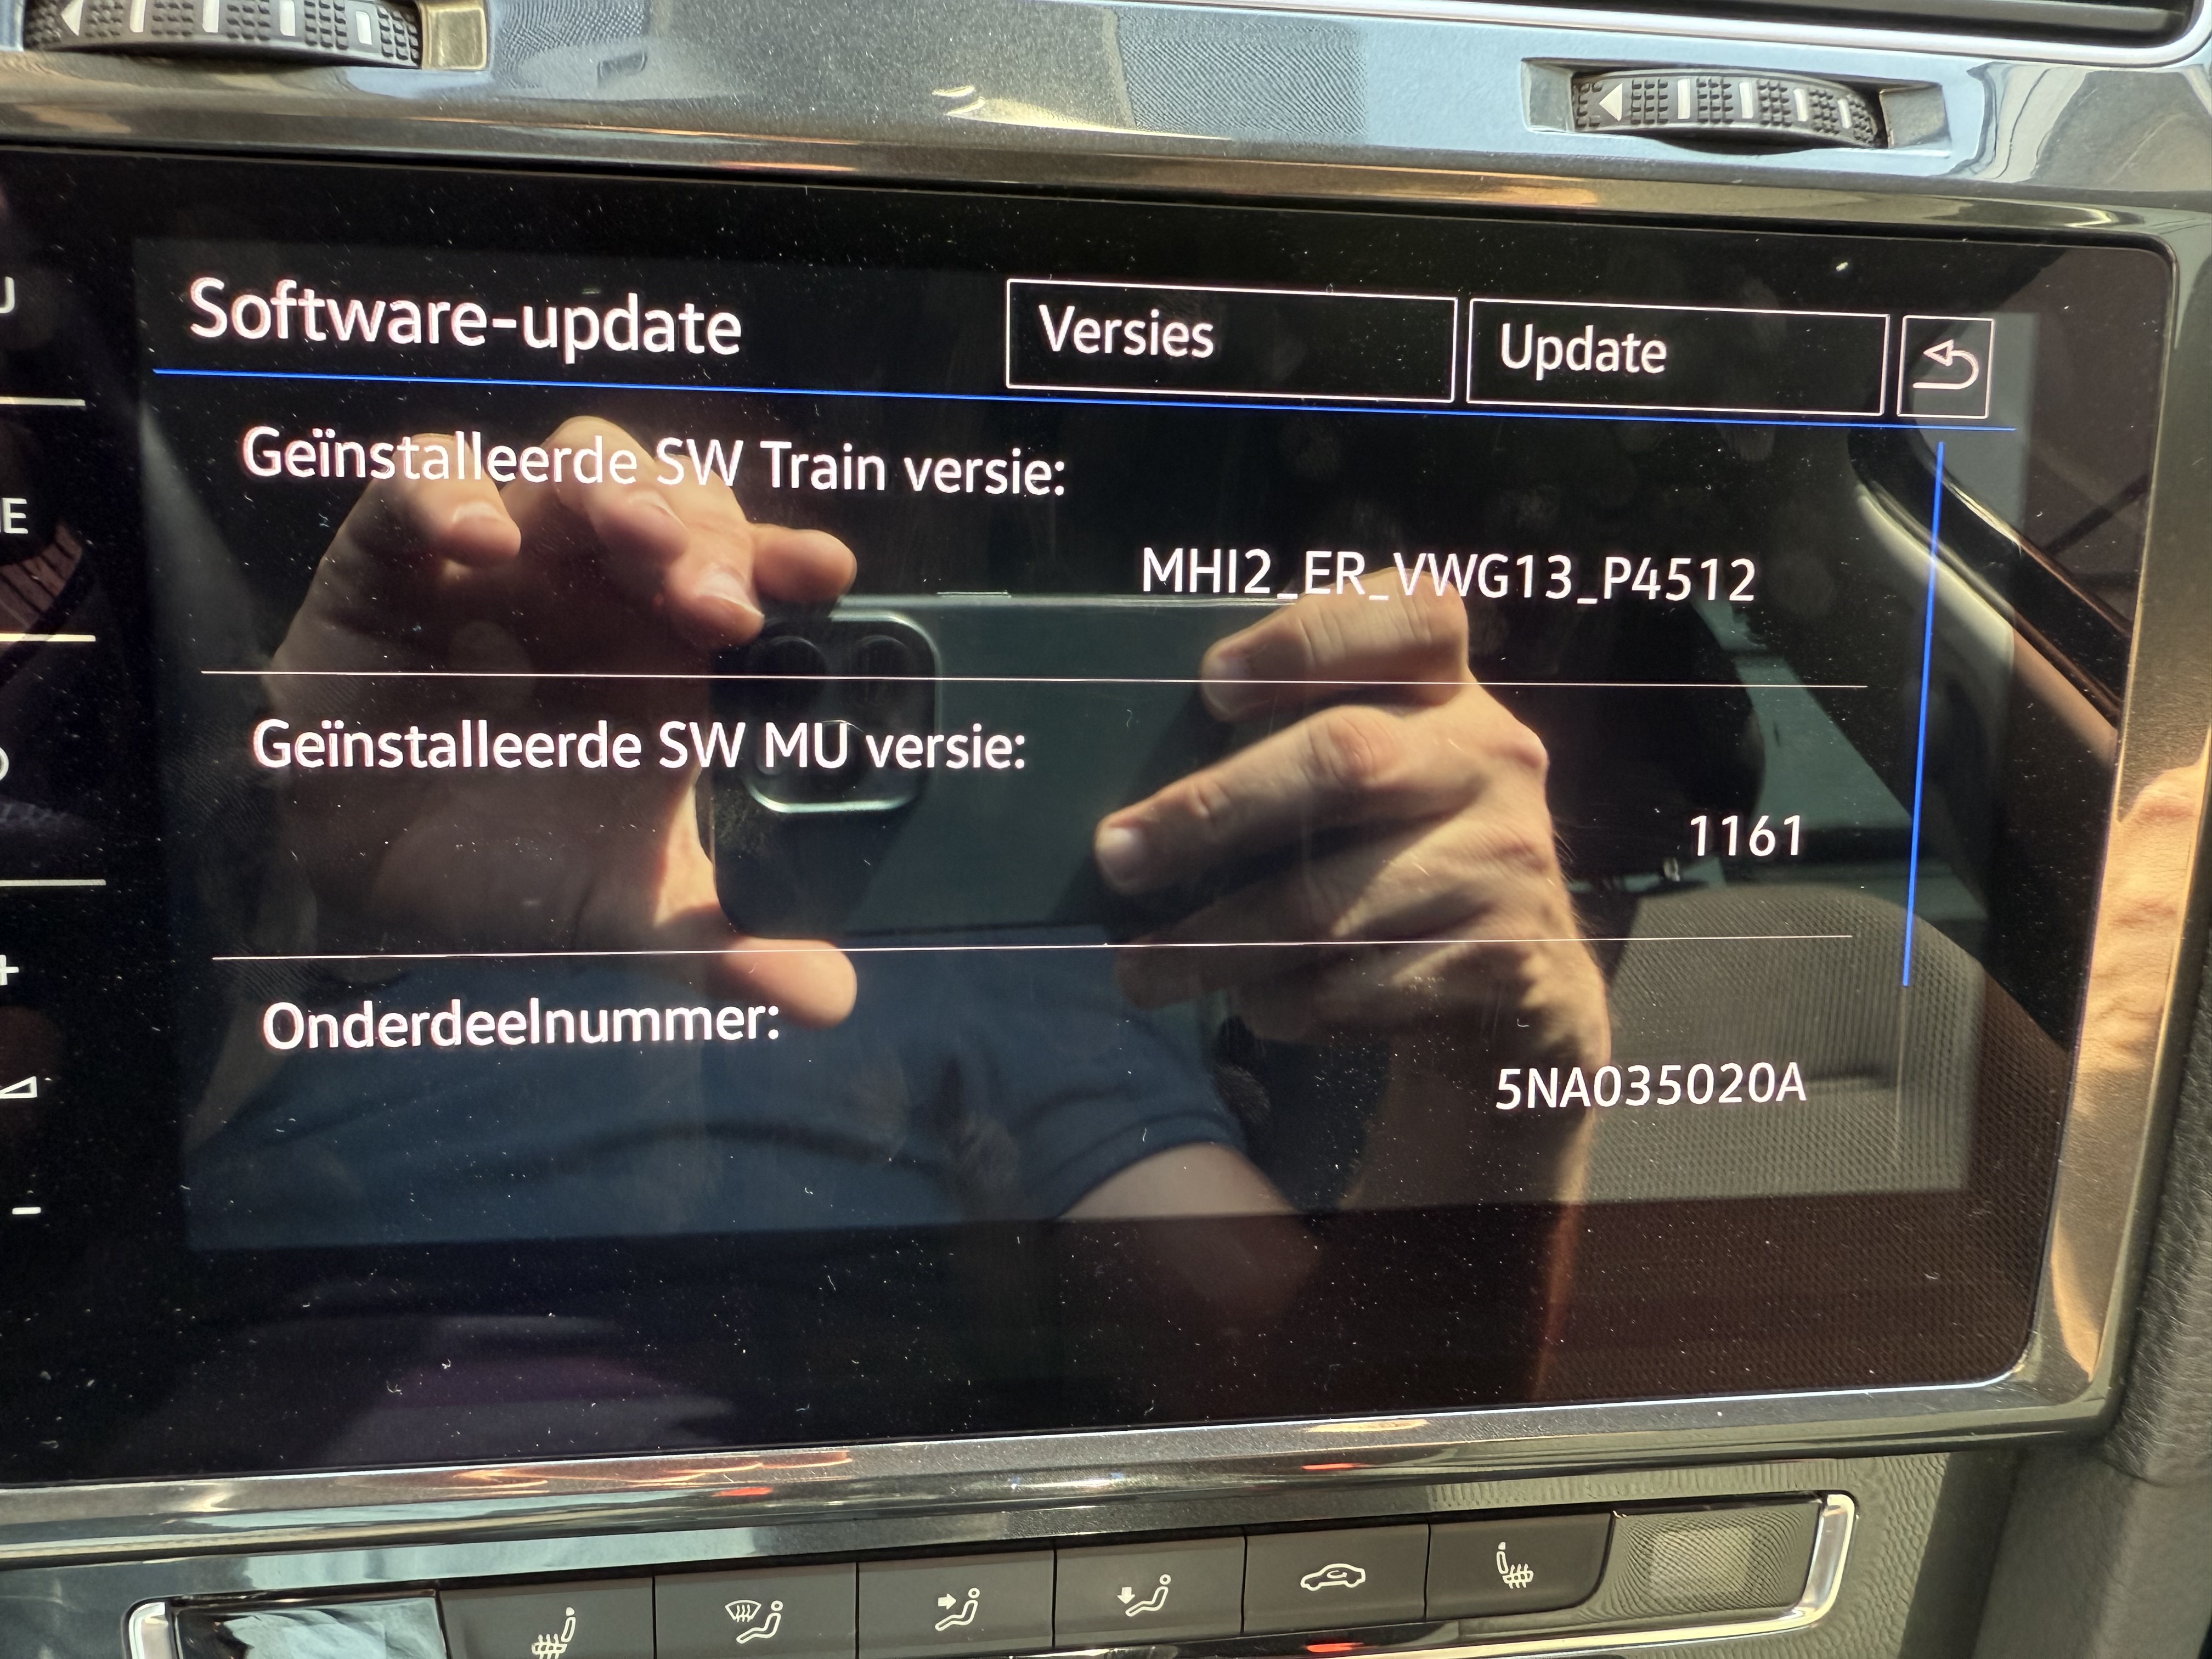 Software-update
Versies
Update
Geïnstalleerde SW Train versie:
MHI2_ER_VWG13_P4512
Geïnstalleerde SW MU versie:
1161
Onderdeelnummer:
5NA035020A
+
-